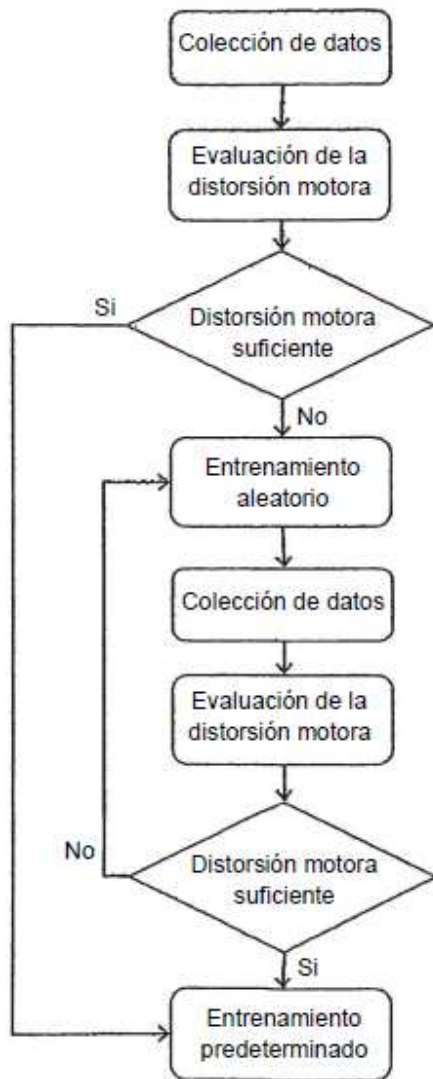 Colección de datos
Evaluación de la
distorsión motora
Si
Distorsión motora
suficiente
No
Entrenamiento
aleatorio
Colección de datos
Evaluación de la
distorsión motora
No
Distorsión motora
suficiente
Si
Entrenamiento
predeterminado